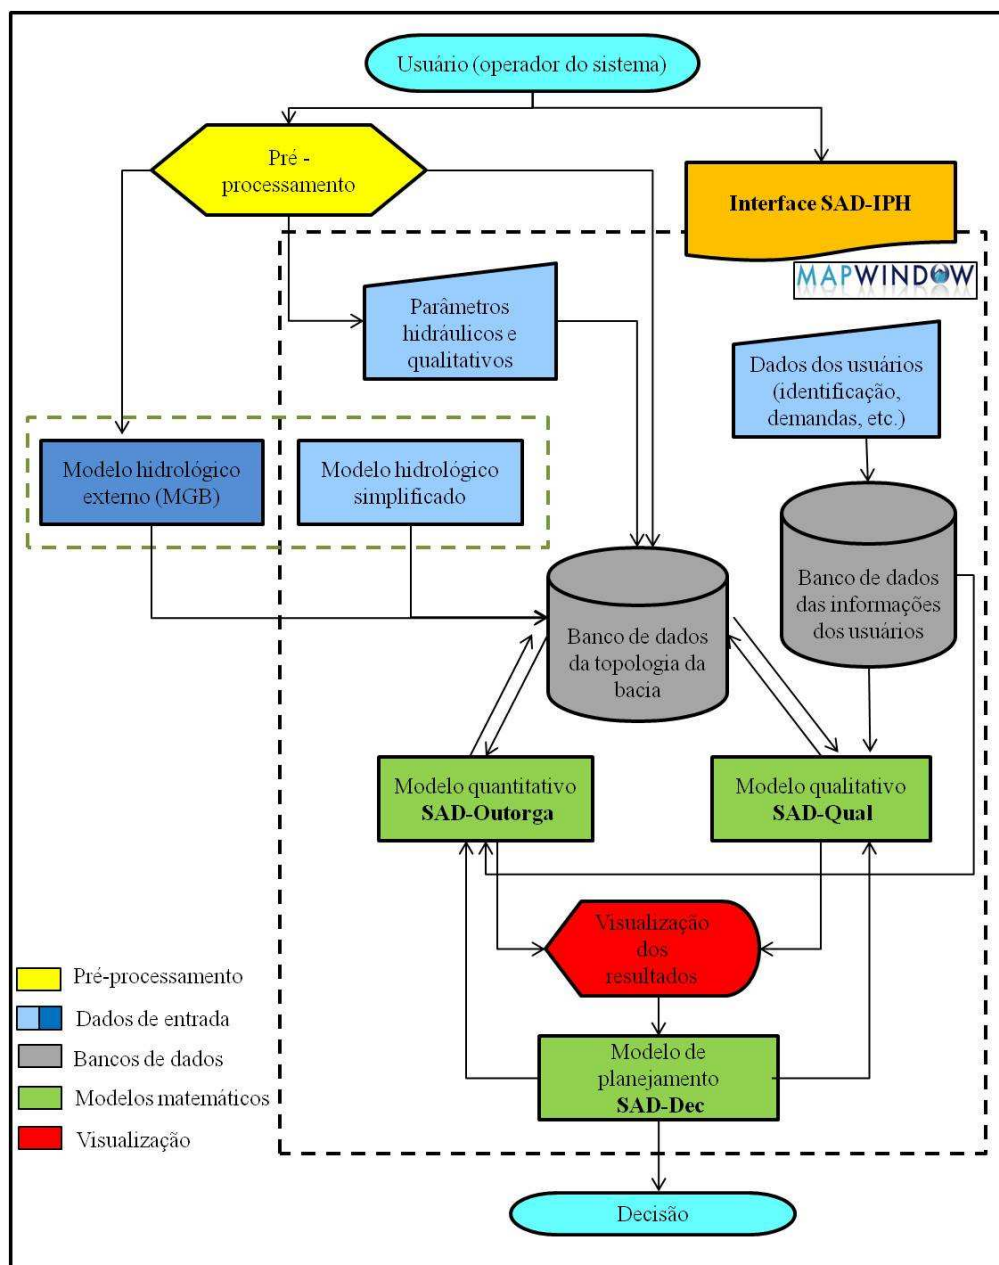 Usuário (operador do sistema)
Pré -
processamento
Interface SAD-IPH
MAPWINDOW
Parâmetros
hidráulicos e
qualitativos
Dados dos usuários
(identificação,
demandas, etc.)
Modelo hidrológico
externo (MGB)
Modelo hidrológico
simplificado
Banco de dados
da topologia da
bacia
Banco de dados
das informações
dos usuários
Modelo quantitativo
SAD-Outorga
Modelo qualitativo
SAD-Qual
Visualização
dos
resultados
Modelo de
planejamento
SAD-Dec
Decisão
Pré-processamento
Dados de entrada
Bancos de dados
Modelos matemáticos
Visualização